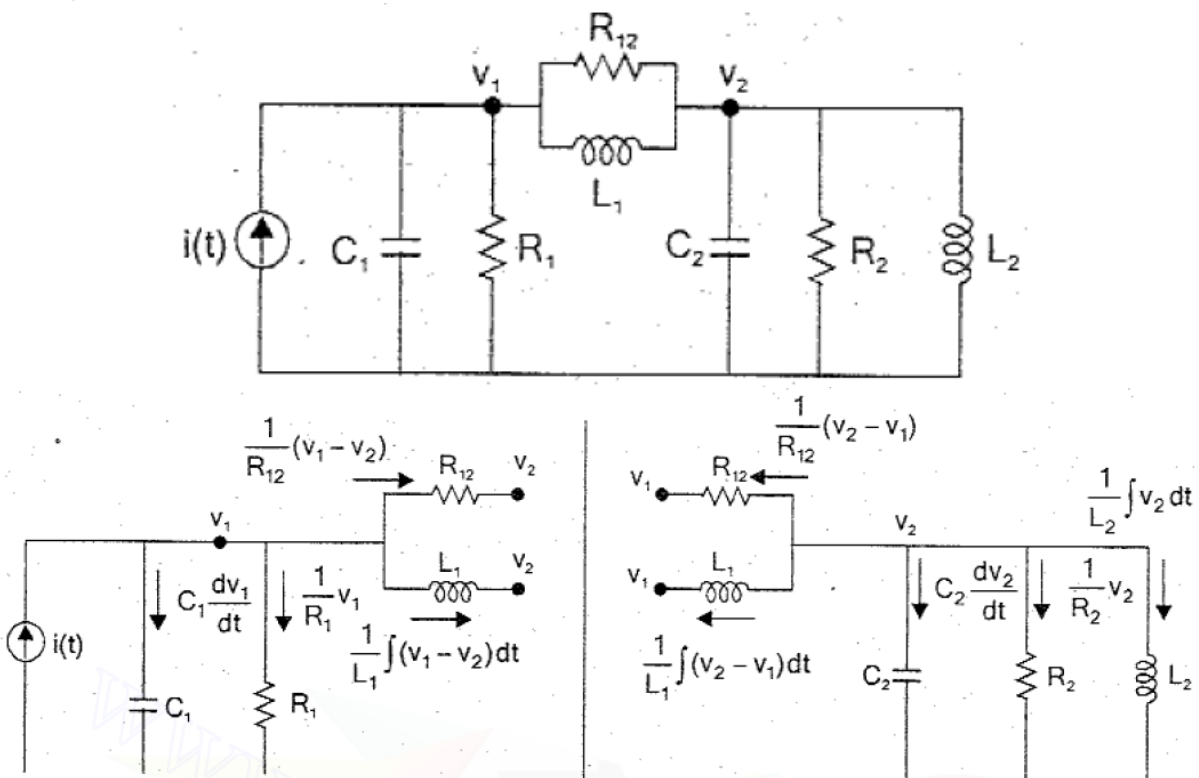 R₁₂
v₁
v₂
L₁
i(t)
C₁
R₁
C₂
R₂
L₂
1/R₁₂ (v₁ – v₂)
R₁₂
v₂
v₁
L₁
v₂
C₁ dv₁/dt
1/R₁ v₁
i(t)
1/L₁ ∫(v₁ – v₂) dt
C₁
R₁
1/R₁₂ (v₂ – v₁)
R₁₂
v₁
v₂
1/L₂ ∫ v₂ dt
v₁
L₁
C₂ dv₂/dt
1/R₂ v₂
1/L₁ ∫(v₂ – v₁) dt
C₂
R₂
L₂